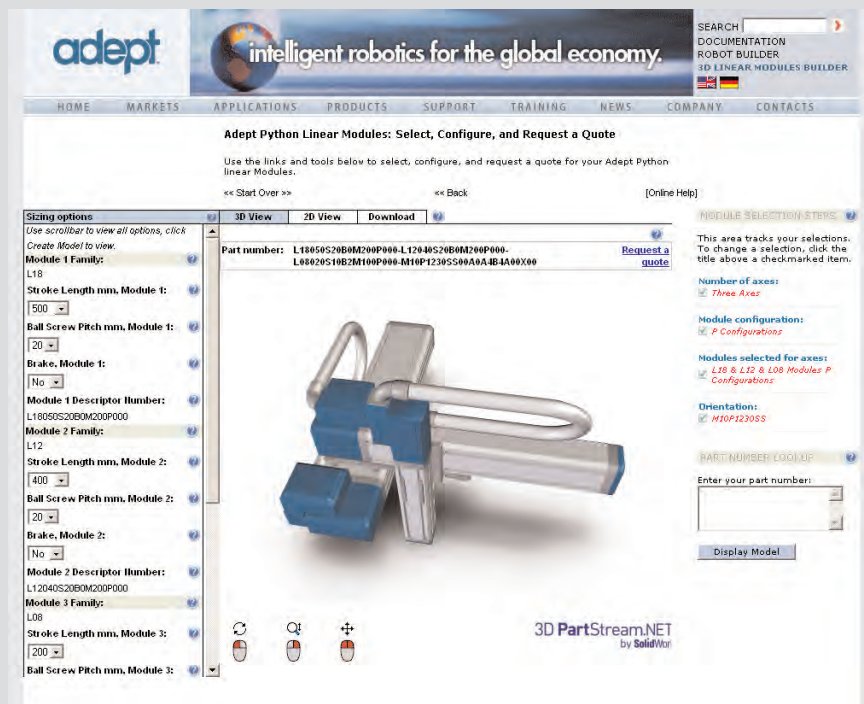 adept
intelligent robotics for the global economy.
SEARCH
DOCUMENTATION
ROBOT BUILDER
3D LINEAR MODULES BUILDER
HOME MARKETS APPLICATIONS PRODUCTS SUPPORT TRAINING NEWS COMPANY CONTACTS
Adept Python Linear Modules: Select, Configure, and Request a Quote
Use the links and tools below to select, configure, and request a quote for your Adept Python
linear Modules.
<< Start Over >> << Back [Online Help]
Sizing options
Use scrollbar to view all options, click
Create Model to view.
Module 1 Family:
L18
Stroke Length mm, Module 1:
500
Ball Screw Pitch mm, Module 1:
20
Brake, Module 1:
No
Module 1 Descriptor Number:
L18050S20B0M200P000
Module 2 Family:
L12
Stroke Length mm, Module 2:
400
Ball Screw Pitch mm, Module 2:
20
Brake, Module 2:
No
Module 2 Descriptor Number:
L12040S20B0M200P000
Module 3 Family:
L08
Stroke Length mm, Module 3:
200
Ball Screw Pitch mm, Module 3:
3D View 2D View Download
Part number: L18050S20B0M200P000-L12040S20B0M200P000-
L08020S10B2M100P000-M10P1230SS00A0A4B4A00X00
Request a
quote
3D PartStream.NET
by SolidWor
MODULE SELECTION STEPS
This area tracks your selections.
To change a selection, click the
title above a checkmarked item.
Number of axes:
Three Axes
Module configuration:
P Configurations
Modules selected for axes:
L18 & L12 & L08 Modules P
Configurations
Orientation:
M10P1230SS
PART NUMBER LOOKUP
Enter your part number:
Display Model